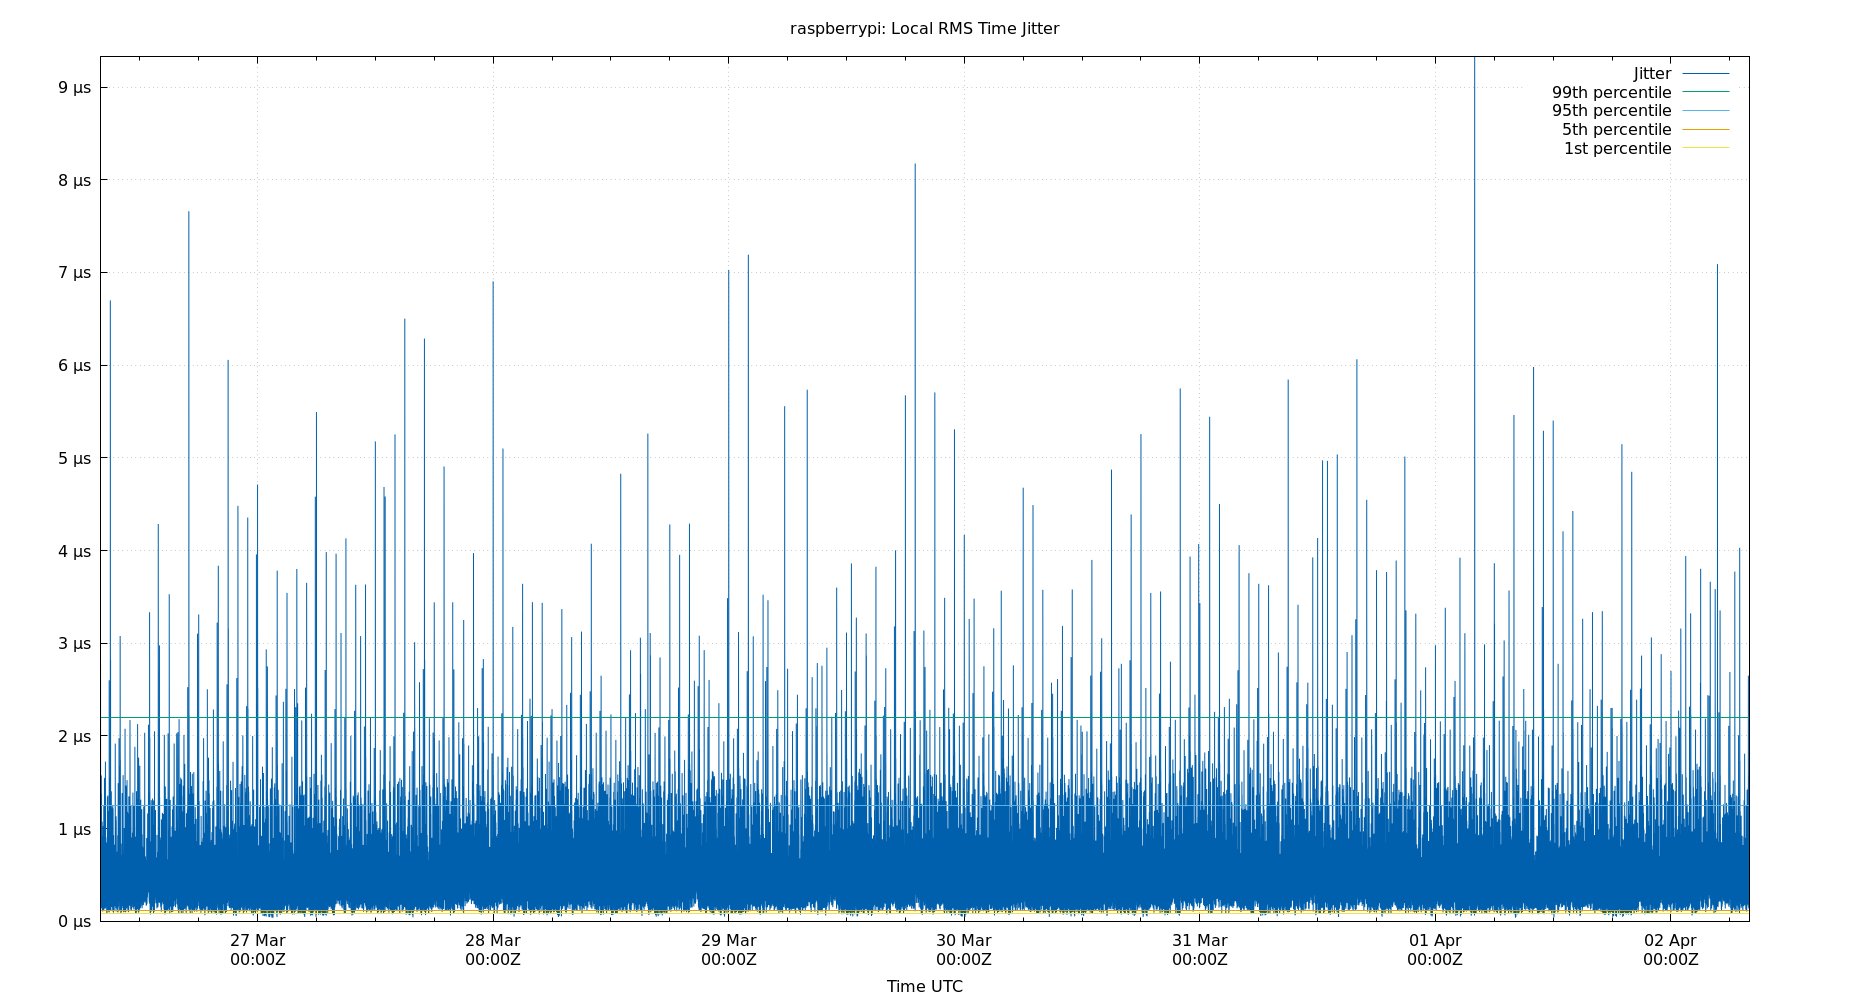 raspberrypi: Local RMS Time Jitter
Jitter
99th percentile
95th percentile
5th percentile
1st percentile
9 µs
8 µs
7 µs
6 µs
5 µs
4 µs
3 µs
2 µs
1 µs
0 µs
27 Mar
00:00Z
28 Mar
00:00Z
29 Mar
00:00Z
30 Mar
00:00Z
31 Mar
00:00Z
01 Apr
00:00Z
02 Apr
00:00Z
Time UTC